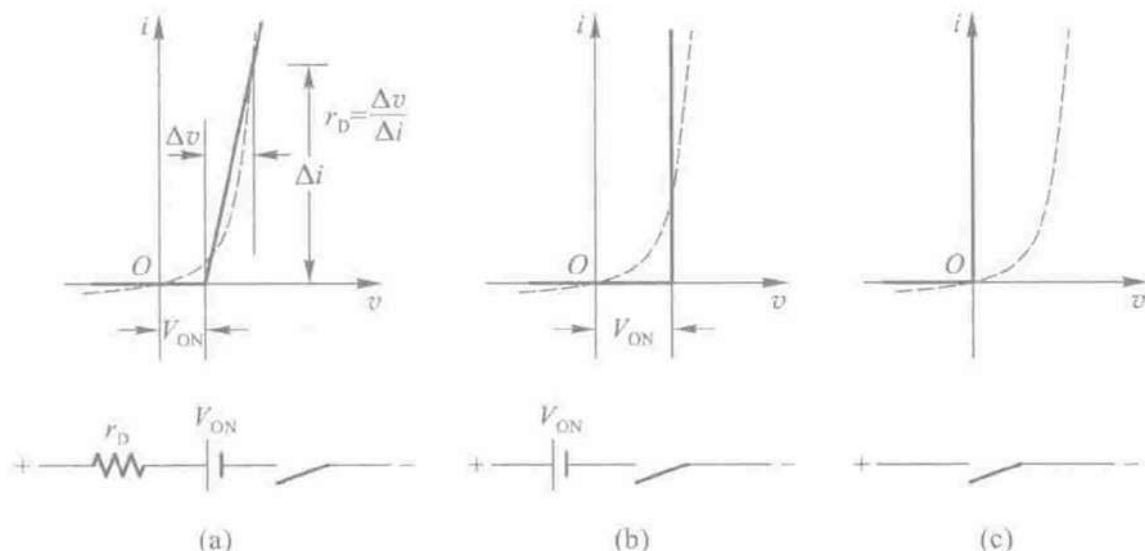 i
Δv
r_D = Δv/Δi
Δi
O
v
V_ON
i
O
v
V_ON
i
O
v
+ r_D V_ON −
+ V_ON −
+ −
(a)
(b)
(c)